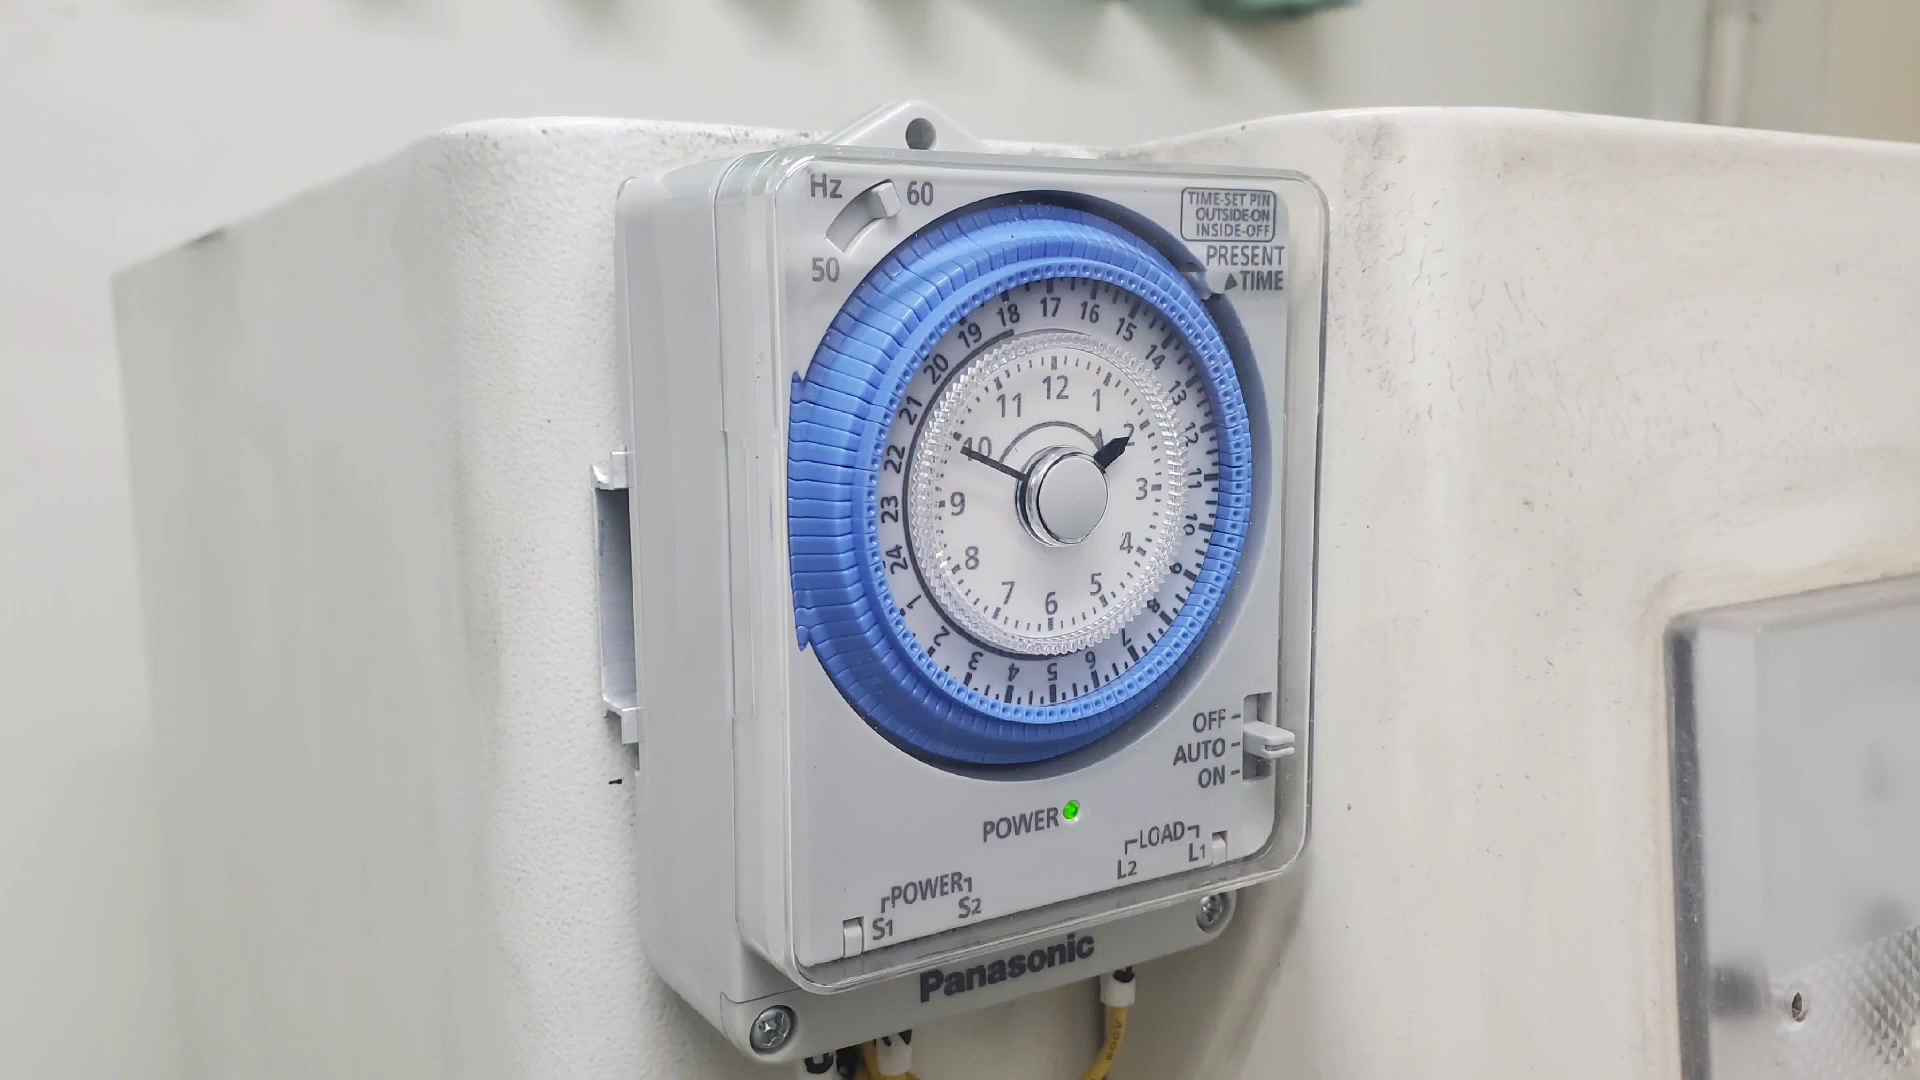 Hz
60
50
TIME-SET PIN
OUTSIDE-ON
INSIDE-OFF
PRESENT
▲TIME
18 17 16 15 14 13 12 11 10 9 8 7 6 5 4 3 2 1 24 23 22 21 20 19
12 1 2 3 4 5 6 7 8 9 10 11
OFF
AUTO
ON
POWER
LOAD
L2 L1
POWER
S1 S2
Panasonic